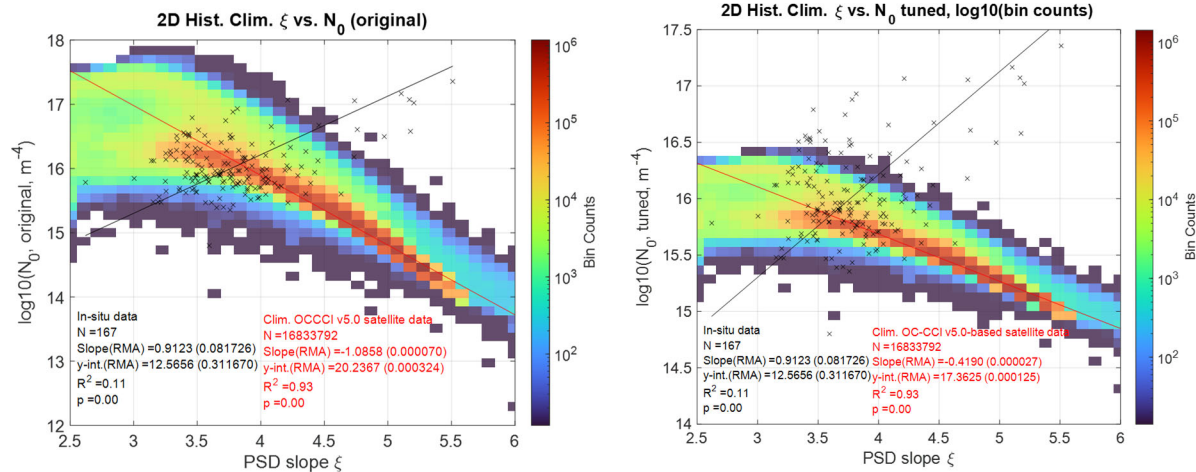 2D Hist. Clim. ξ vs. N0 (original)
18
17
16
15
14
13
12
log10(N0, original, m-4)
2.5
3
3.5
4
4.5
5
5.5
6
PSD slope ξ
In-situ data
N =167
Slope(RMA) =0.9123 (0.081726)
y-int.(RMA) =12.5656 (0.311670)
R2 =0.11
p =0.00
Clim. OCCCI v5.0 satellite data
N =16833792
Slope(RMA) =-1.0858 (0.000070)
y-int.(RMA) =20.2367 (0.000324)
R2 =0.93
p =0.00
106
105
104
103
102
Bin Counts
2D Hist. Clim. ξ vs. N0 tuned, log10(bin counts)
17.5
17
16.5
16
15.5
15
14.5
14
log10(N0, tuned, m-4)
2.5
3
3.5
4
4.5
5
5.5
6
PSD slope ξ
In-situ data
N =167
Slope(RMA) =0.9123 (0.081726)
y-int.(RMA) =12.5656 (0.311670)
R2 =0.11
p =0.00
Clim. OC-CCI v5.0-based satellite data
N =16833792
Slope(RMA) =-0.4190 (0.000027)
y-int.(RMA) =17.3625 (0.000125)
R2 =0.93
p =0.00
106
105
104
103
102
Bin Counts